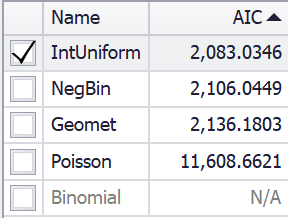 Name AIC
IntUniform 2,083.0346
NegBin 2,106.0449
Geomet 2,136.1803
Poisson 11,608.6621
Binomial N/A